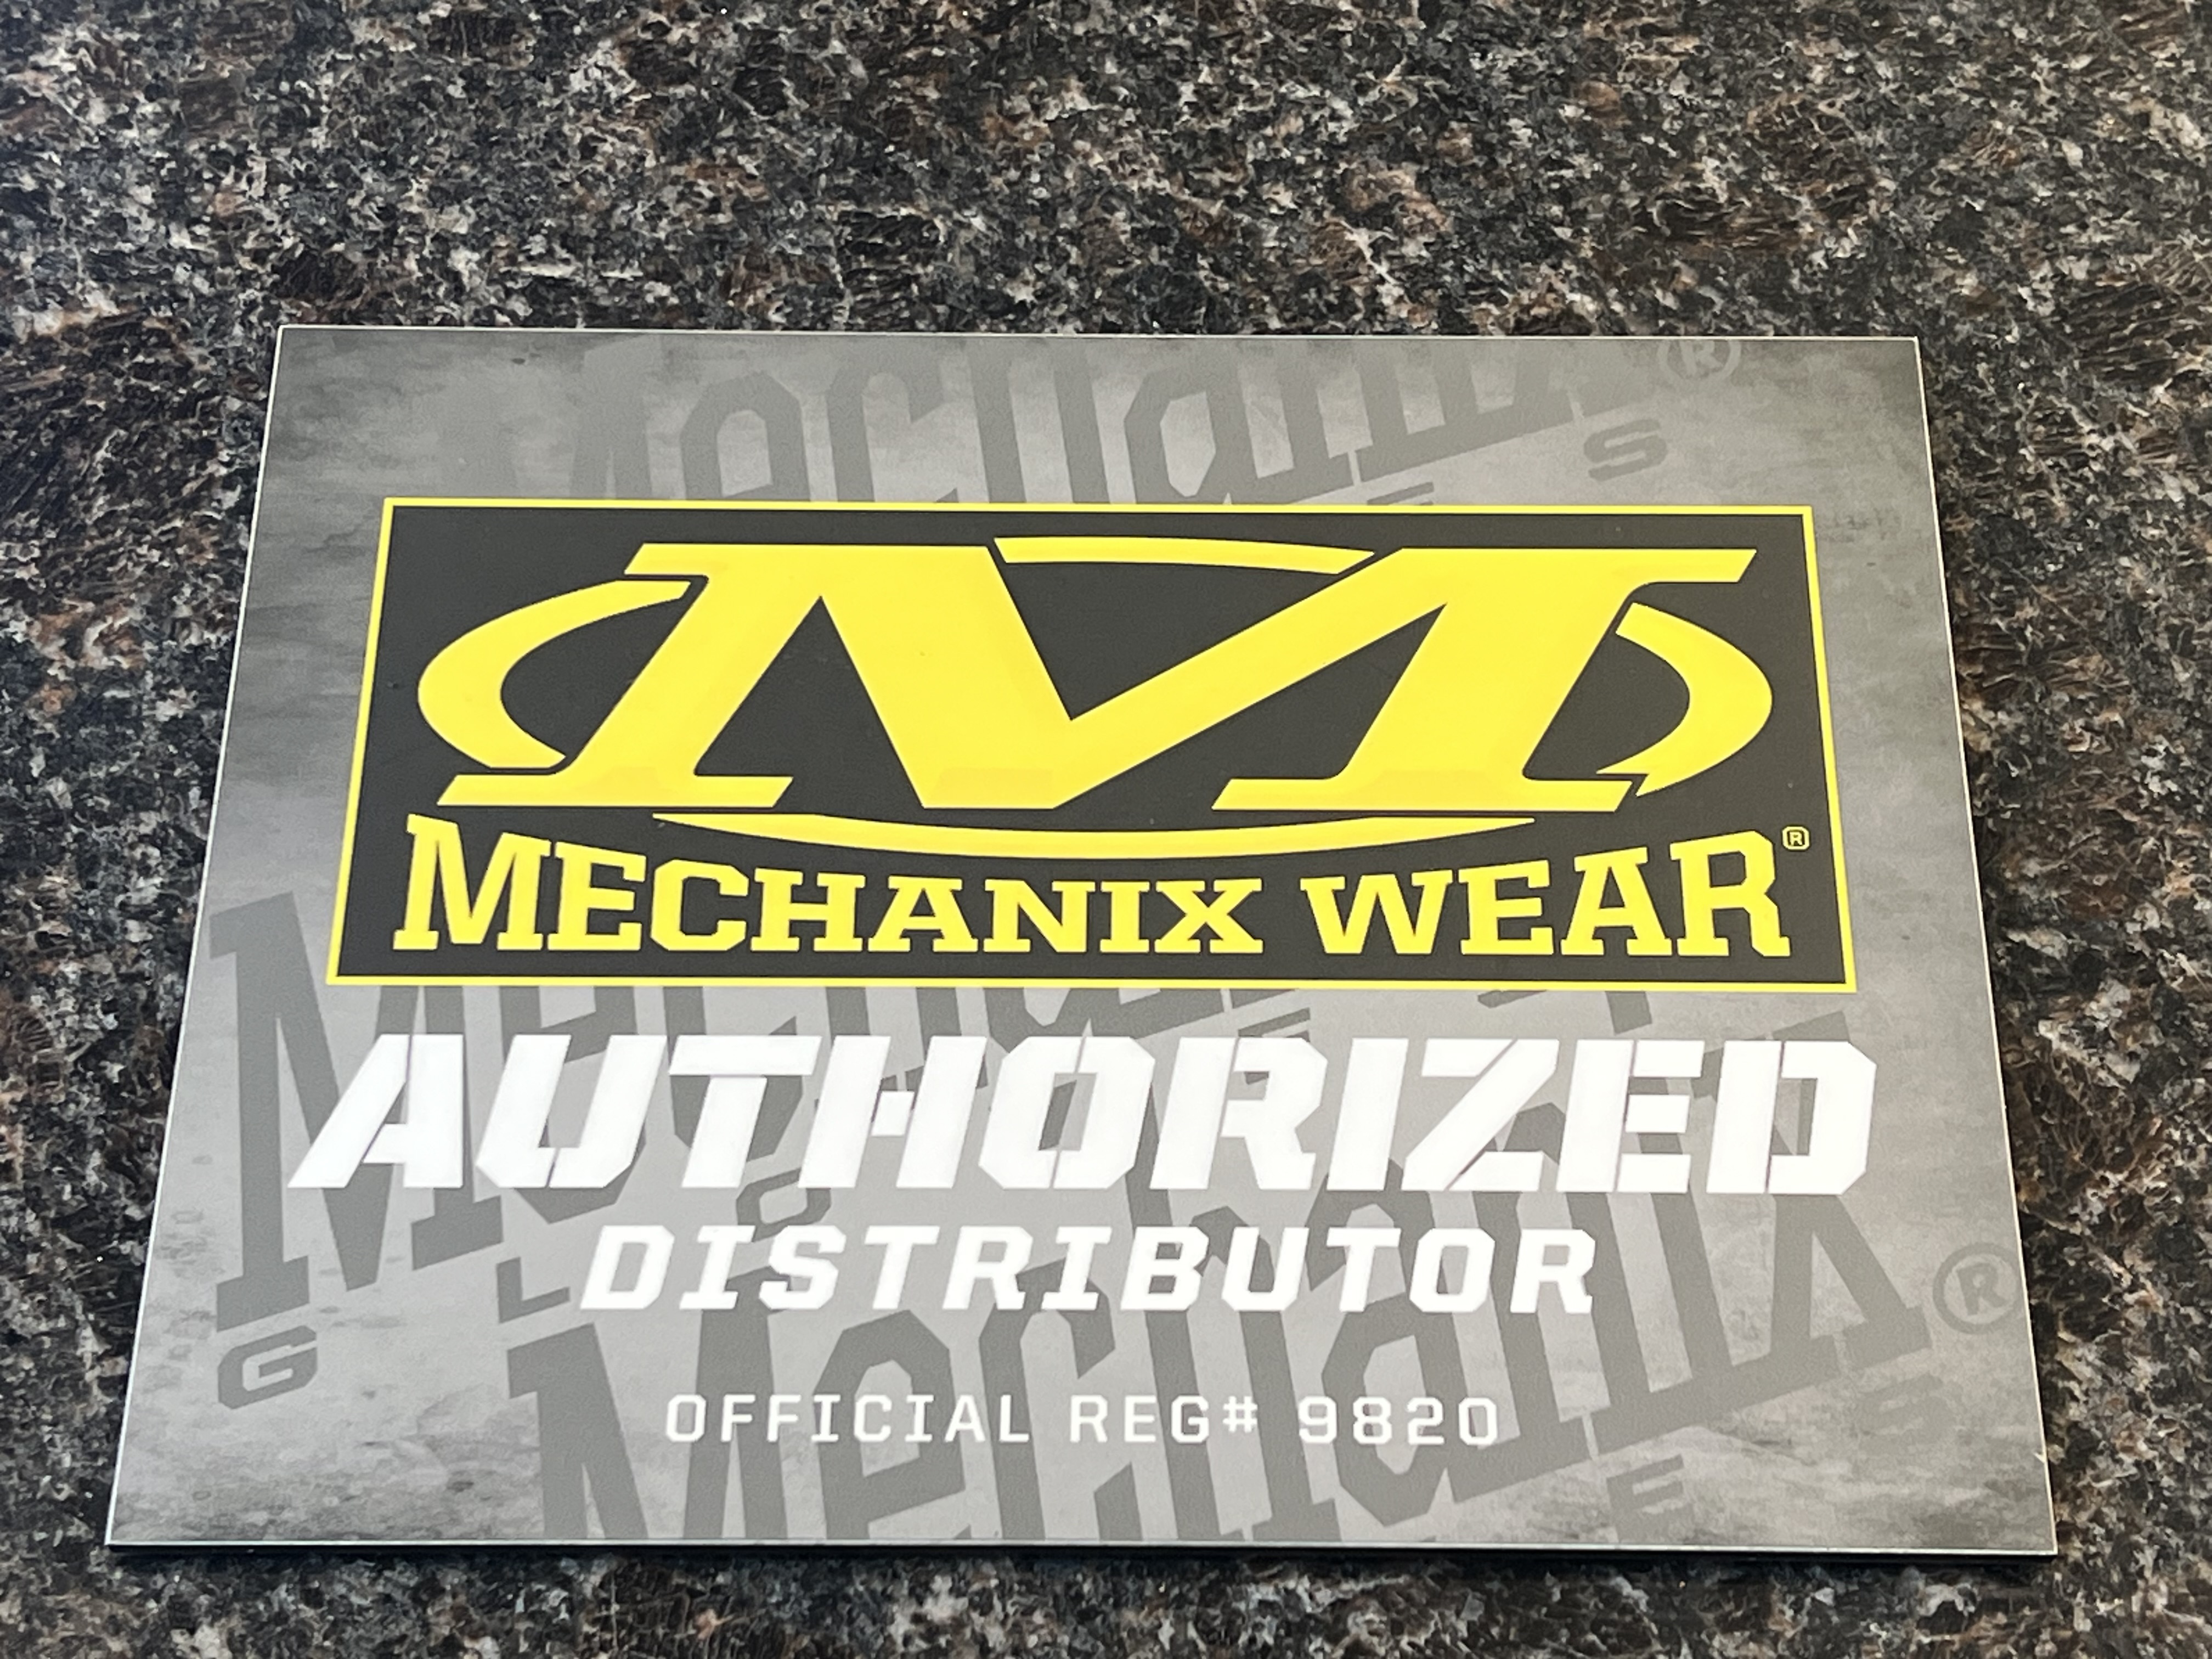 MECHANIX WEAR®
AUTHORIZED
DISTRIBUTOR
OFFICIAL REG# 9820